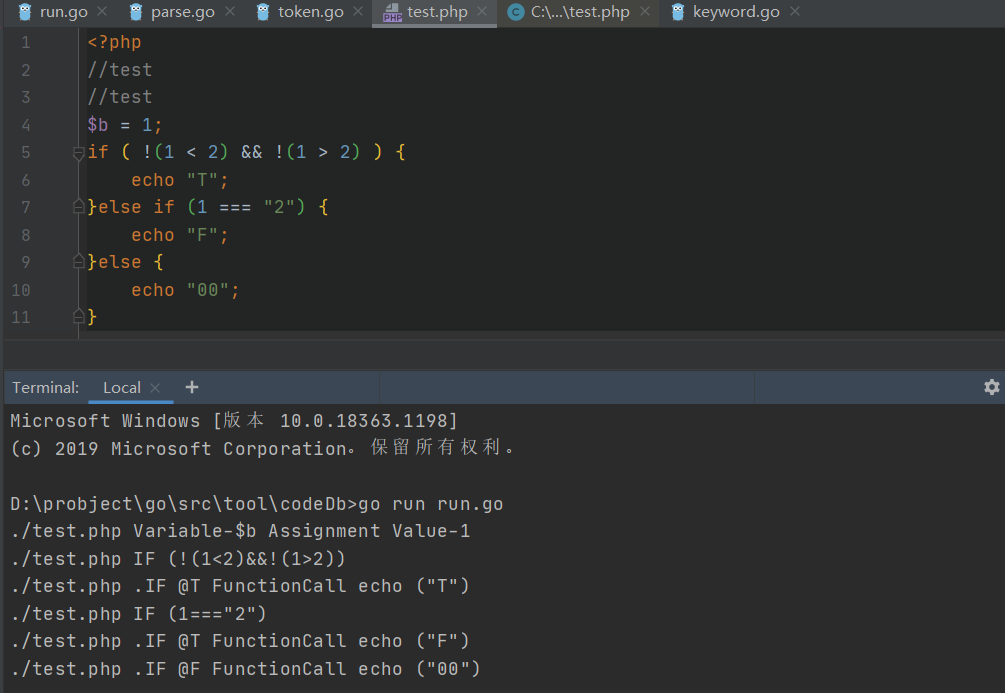 run.go parse.go token.go test.php C:\...\test.php keyword.go
1 <?php
2 //test
3 //test
4 $b = 1;
5 if ( !(1 < 2) && !(1 > 2) ) {
6 echo "T";
7 }else if (1 === "2") {
8 echo "F";
9 }else {
10 echo "00";
11 }
Terminal: Local +
Microsoft Windows [版本 10.0.18363.1198]
(c) 2019 Microsoft Corporation。保留所有权利。
D:\probject\go\src\tool\codeDb>go run run.go
./test.php Variable-$b Assignment Value-1
./test.php IF (!(1<2)&&!(1>2))
./test.php .IF @T FunctionCall echo ("T")
./test.php IF (1==="2")
./test.php .IF @T FunctionCall echo ("F")
./test.php .IF @F FunctionCall echo ("00")